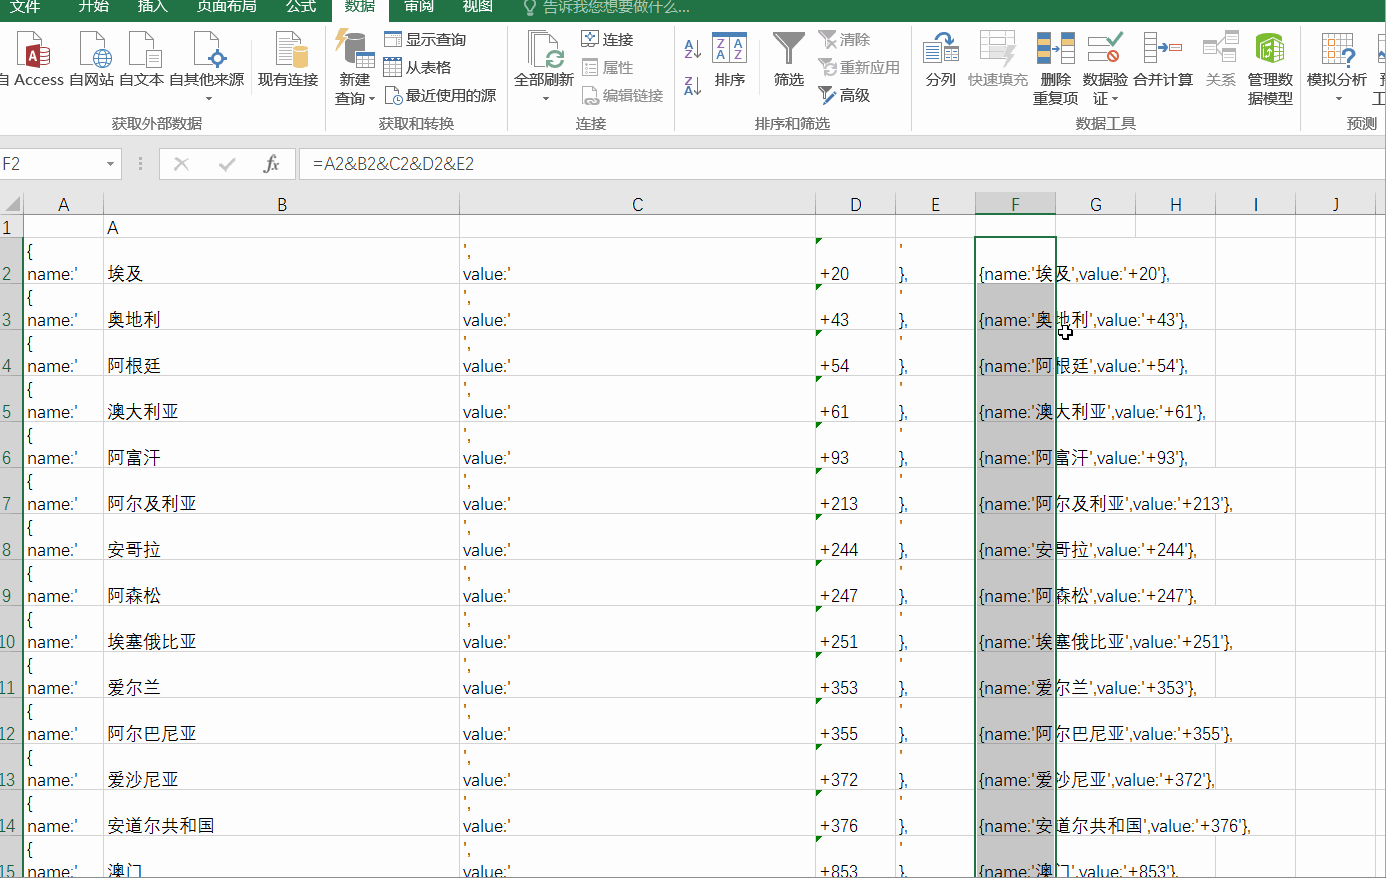 文件 开始 插入 页面布局 公式 数据 审阅 视图 告诉我您想要做什么...
自 Access 自网站 自文本 自其他来源 现有连接
获取外部数据
新建
查询
显示查询
从表格
最近使用的源
获取和转换
全部刷新
连接
属性
编辑链接
连接
排序
筛选
清除
重新应用
高级
排序和筛选
分列 快速填充 删除
重复项
数据验
证
合并计算 关系 管理数
据模型
数据工具
模拟分析 预
工
预测
F2 fx =A2&B2&C2&D2&E2
A B C D E F G H I J
1 A
{ ', '
2 name:' 埃及 value:' +20 }, {name:'埃及',value:'+20'},
{ ', '
3 name:' 奥地利 value:' +43 }, {name:'奥地利',value:'+43'},
{ ', '
4 name:' 阿根廷 value:' +54 }, {name:'阿根廷',value:'+54'},
{ ', '
5 name:' 澳大利亚 value:' +61 }, {name:'澳大利亚',value:'+61'},
{ ', '
6 name:' 阿富汗 value:' +93 }, {name:'阿富汗',value:'+93'},
{ ', '
7 name:' 阿尔及利亚 value:' +213 }, {name:'阿尔及利亚',value:'+213'},
{ ', '
8 name:' 安哥拉 value:' +244 }, {name:'安哥拉',value:'+244'},
{ ', '
9 name:' 阿森松 value:' +247 }, {name:'阿森松',value:'+247'},
{ ', '
10 name:' 埃塞俄比亚 value:' +251 }, {name:'埃塞俄比亚',value:'+251'},
{ ', '
11 name:' 爱尔兰 value:' +353 }, {name:'爱尔兰',value:'+353'},
{ ', '
12 name:' 阿尔巴尼亚 value:' +355 }, {name:'阿尔巴尼亚',value:'+355'},
{ ', '
13 name:' 爱沙尼亚 value:' +372 }, {name:'爱沙尼亚',value:'+372'},
{ ', '
14 name:' 安道尔共和国 value:' +376 }, {name:'安道尔共和国',value:'+376'},
{ ', '
15 name:' 澳门 value:' +853 }, {name:'澳门',value:'+853'},